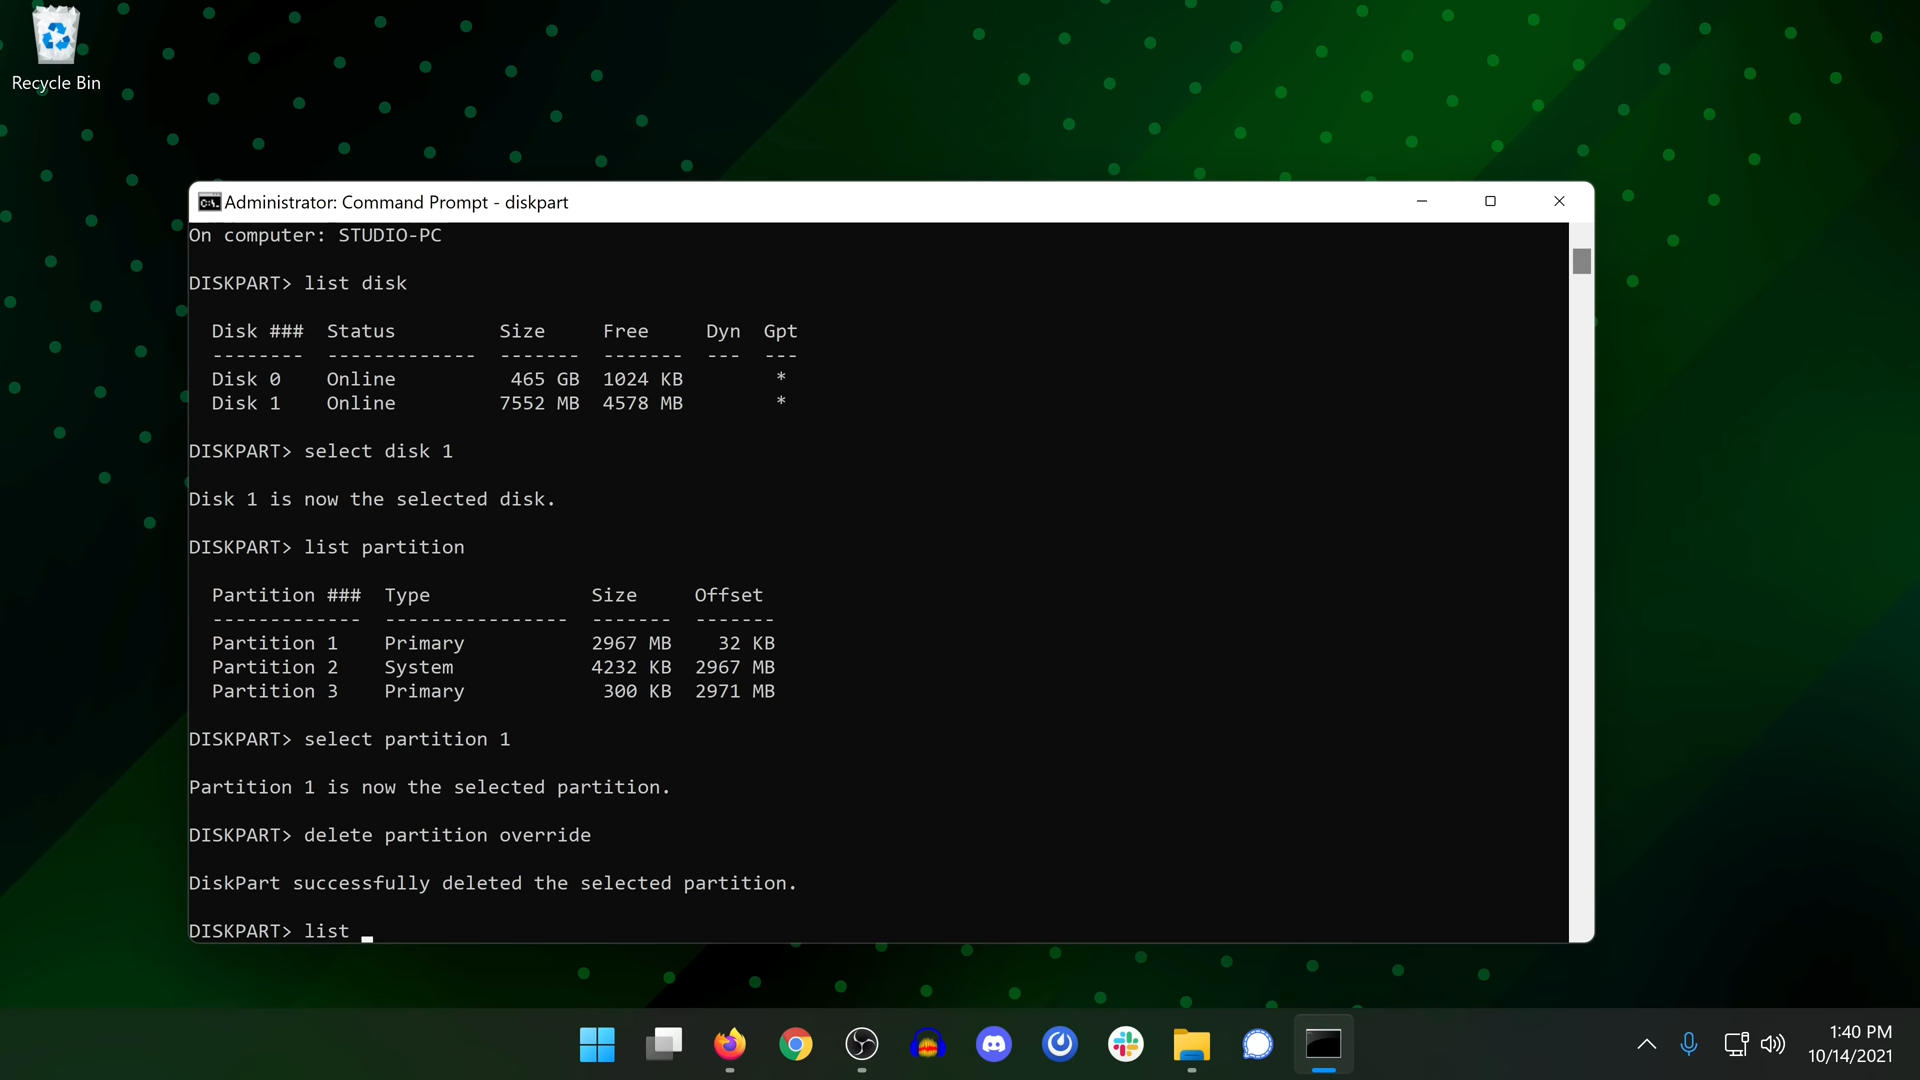 Recycle Bin
Administrator: Command Prompt - diskpart
On computer: STUDIO-PC
DISKPART> list disk
  Disk ###  Status         Size     Free     Dyn  Gpt
  --------  -------------  -------  -------  ---  ---
  Disk 0    Online          465 GB  1024 KB        *
  Disk 1    Online         7552 MB  4578 MB        *
DISKPART> select disk 1
Disk 1 is now the selected disk.
DISKPART> list partition
  Partition ###  Type              Size     Offset
  -------------  ----------------  -------  -------
  Partition 1    Primary           2967 MB    32 KB
  Partition 2    System            4232 KB  2967 MB
  Partition 3    Primary            300 KB  2971 MB
DISKPART> select partition 1
Partition 1 is now the selected partition.
DISKPART> delete partition override
DiskPart successfully deleted the selected partition.
DISKPART> list _
1:40 PM
10/14/2021